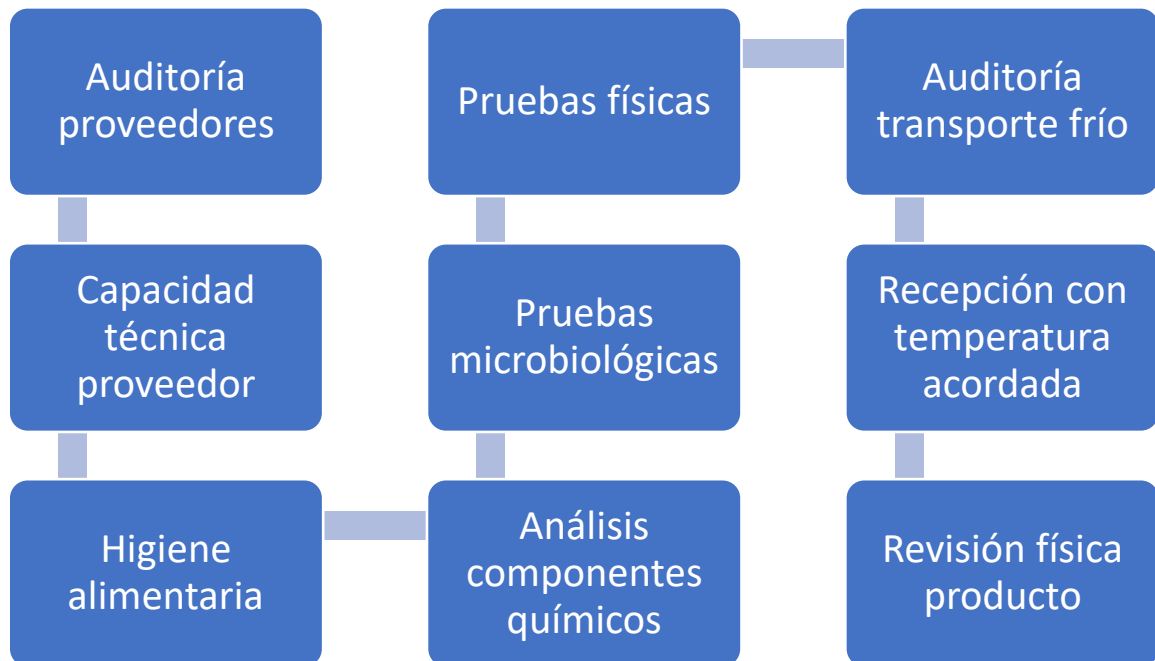 Auditoría
proveedores
Capacidad
técnica
proveedor
Higiene
alimentaria
Análisis
componentes
químicos
Pruebas
microbiológicas
Pruebas físicas
Auditoría
transporte frío
Recepción con
temperatura
acordada
Revisión física
producto